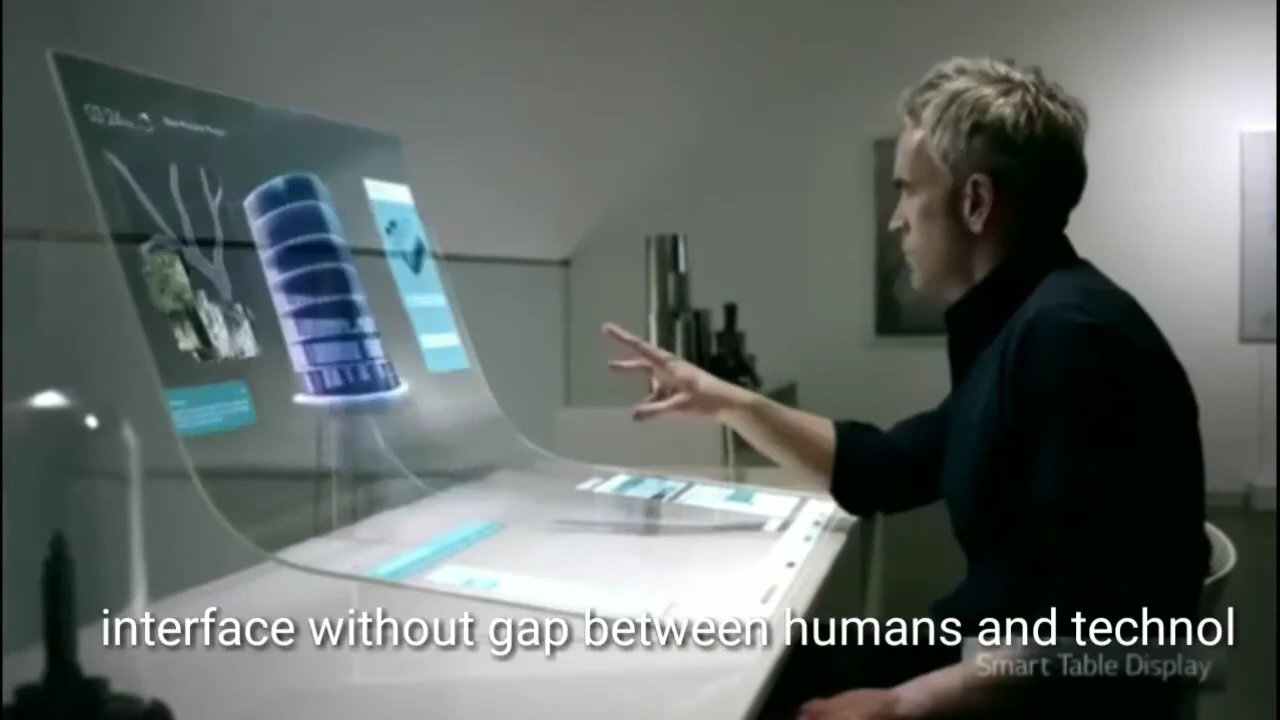 interface without gap between humans and technol
Smart Table Display